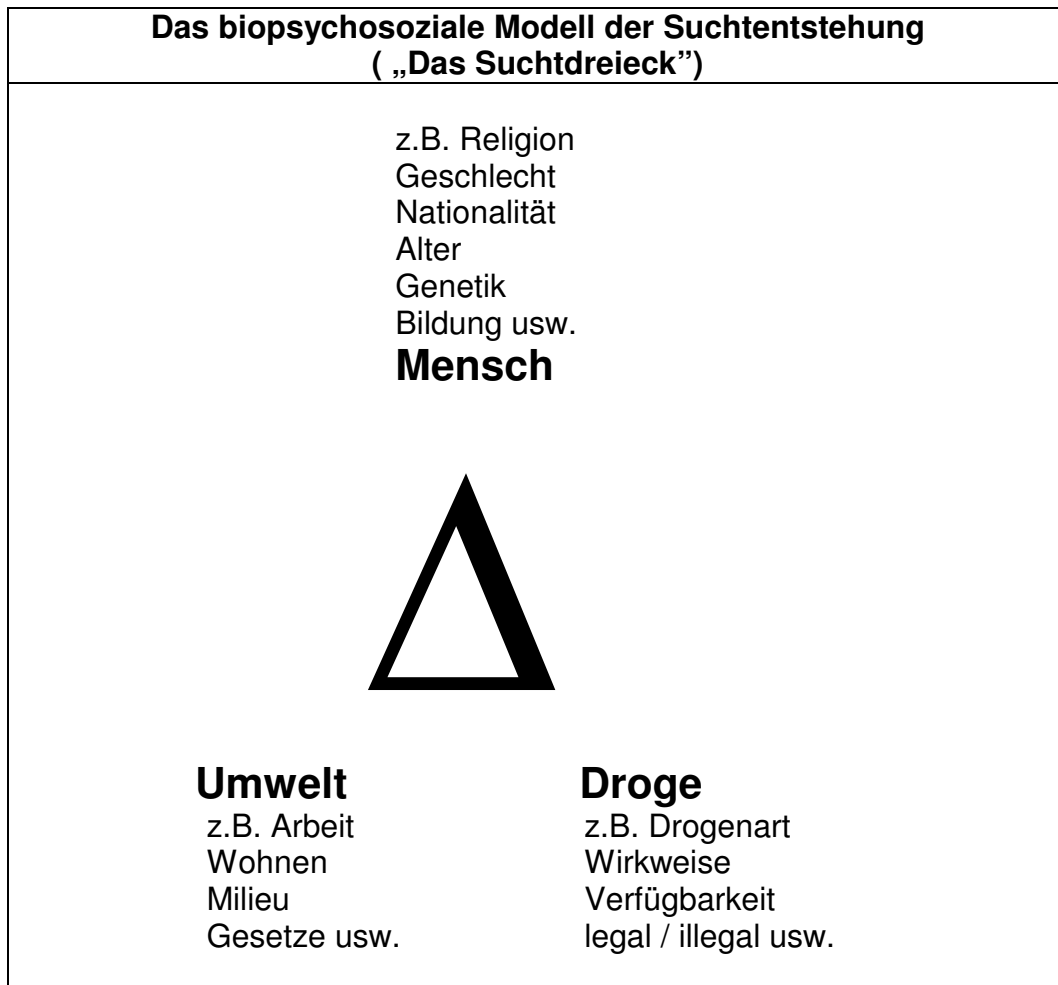 Das biopsychosoziale Modell der Suchtentstehung
( „Das Suchtdreieck”)
z.B. Religion
Geschlecht
Nationalität
Alter
Genetik
Bildung usw.
Mensch
Umwelt
z.B. Arbeit
Wohnen
Milieu
Gesetze usw.
Droge
z.B. Drogenart
Wirkweise
Verfügbarkeit
legal / illegal usw.